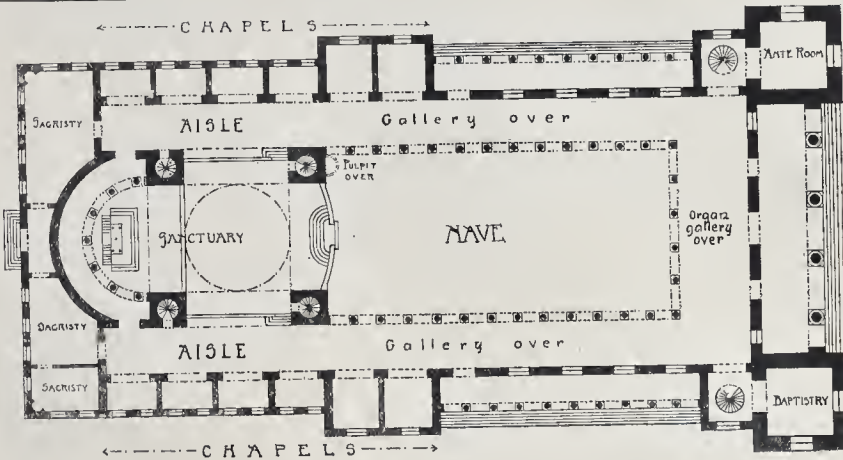 CHAPELS
ANTE ROOM
SACRISTY
AISLE
Gallery over
PULPIT
OVER
SANCTUARY
NAVE
Organ
gallery
over
SACRISTY
AISLE
Gallery over
SACRISTY
BAPTISTRY
CHAPELS